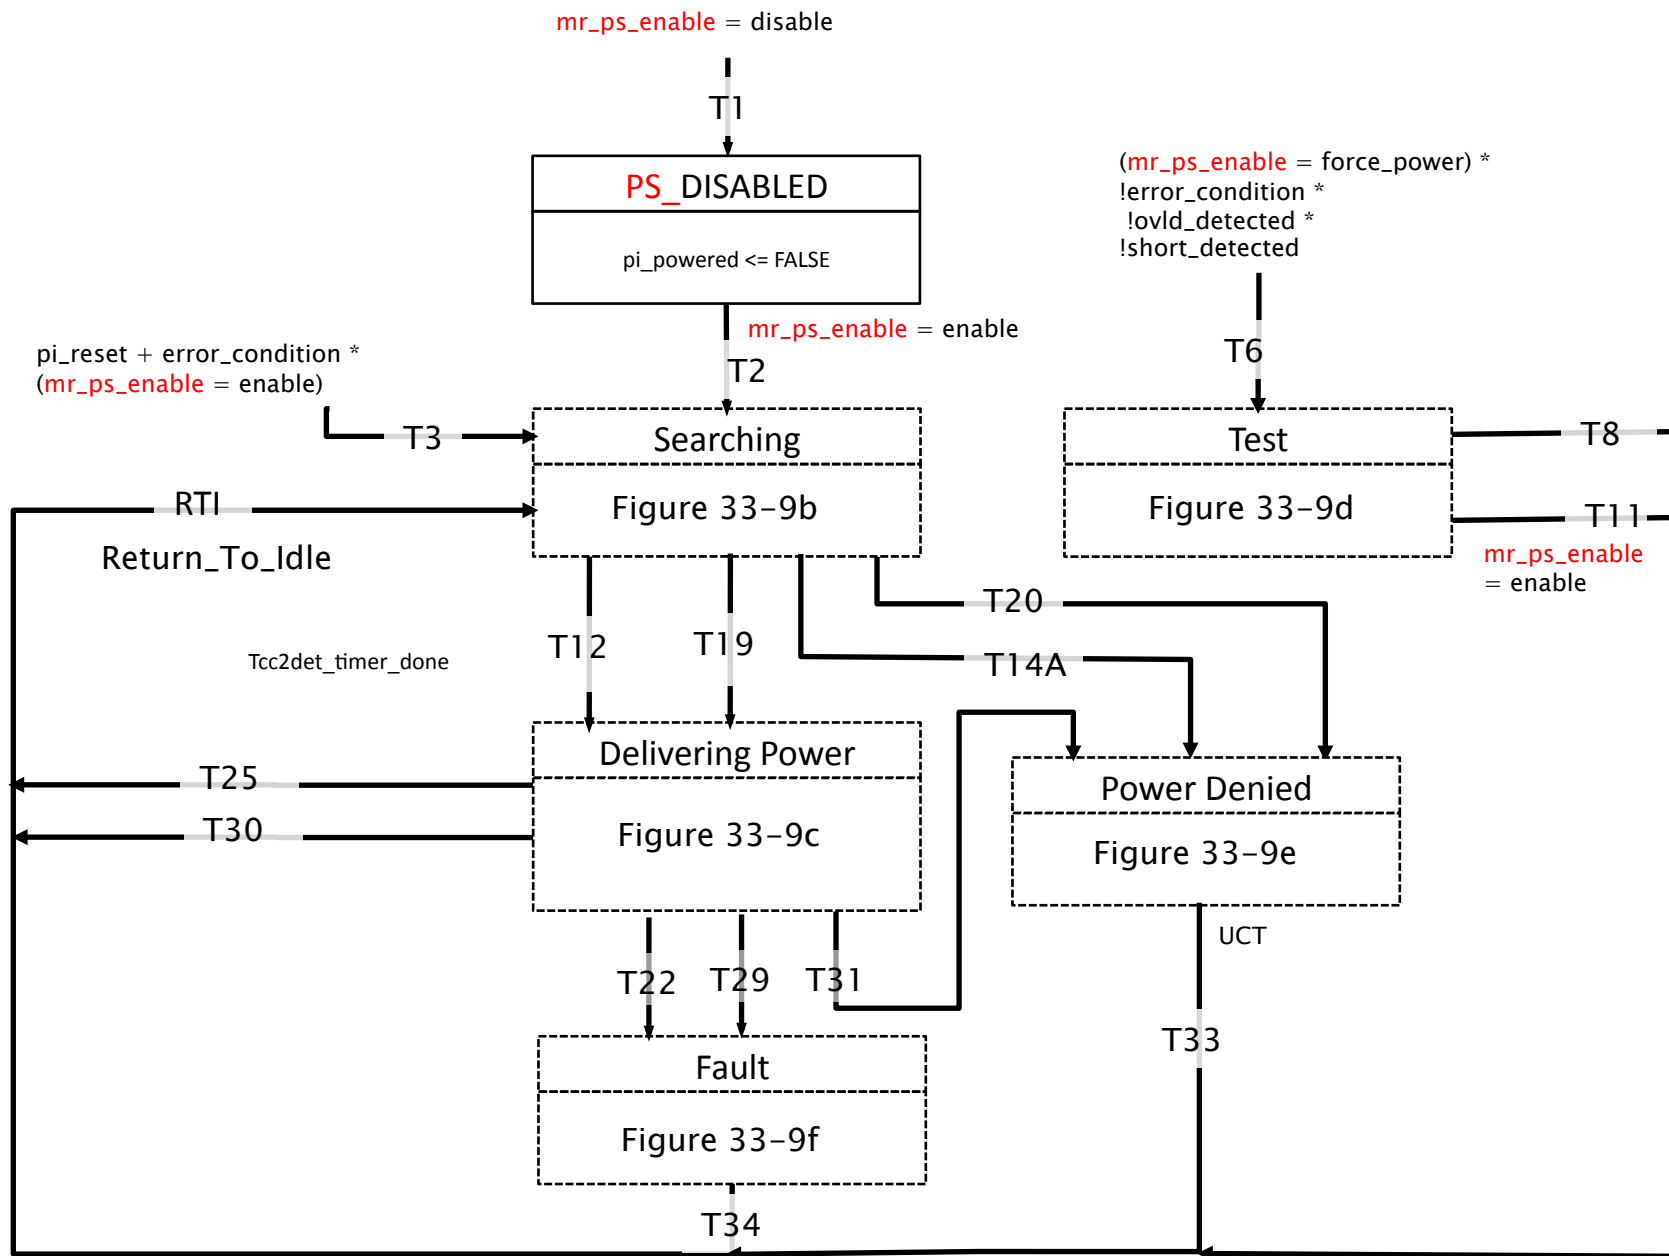 mr_ps_enable = disable
T1
PS_DISABLED
pi_powered <= FALSE
(mr_ps_enable = force_power) *
!error_condition *
!ovld_detected *
!short_detected
mr_ps_enable = enable
T2
T6
pi_reset + error_condition *
(mr_ps_enable = enable)
T3
Searching
Figure 33-9b
Test
Figure 33-9d
T8
T11
mr_ps_enable
= enable
RTI
Return_To_Idle
T12
T19
T20
T14A
Tcc2det_timer_done
Delivering Power
Figure 33-9c
T25
T30
Power Denied
Figure 33-9e
UCT
T22
T29
T31
T33
Fault
Figure 33-9f
T34